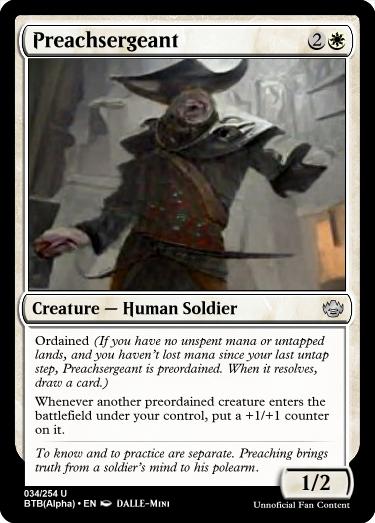 Preachsergeant 2
Creature — Human Soldier
Ordained (If you have no unspent mana or untapped
lands, and you haven't lost mana since your last untap
step, Preachsergeant is preordained. When it resolves,
draw a card.)
Whenever another preordained creature enters the
battlefield under your control, put a +1/+1 counter
on it.
To know and to practice are separate. Preaching brings
truth from a soldier's mind to his polearm.
1/2
034/254 U
BTB(Alpha) • EN DALLE-Mini
Unnoficial Fan Content